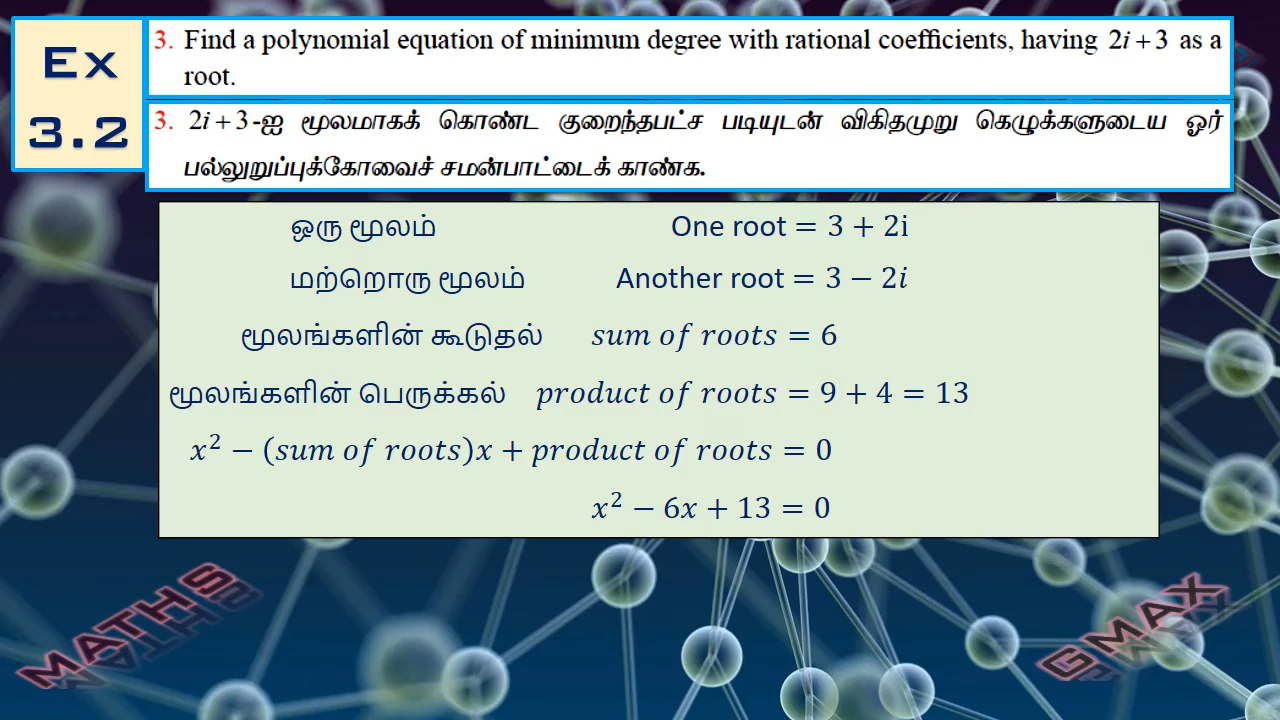 Ex
3.2
3. Find a polynomial equation of minimum degree with rational coefficients, having 2i + 3 as a
root.
3. 2i + 3 -ஐ மூலமாகக் கொண்ட குறைந்தபட்ச படியுடன் விகிதமுறு கெழுக்களுடைய ஓர்
பல்லுறுப்புக்கோவைச் சமன்பாட்டைக் காண்க.
ஒரு மூலம் One root = 3 + 2i
மற்றொரு மூலம் Another root = 3 − 2i
மூலங்களின் கூடுதல் sum of roots = 6
மூலங்களின் பெருக்கல் product of roots = 9 + 4 = 13
x² − (sum of roots)x + product of roots = 0
x² − 6x + 13 = 0
MATHS
GMAX